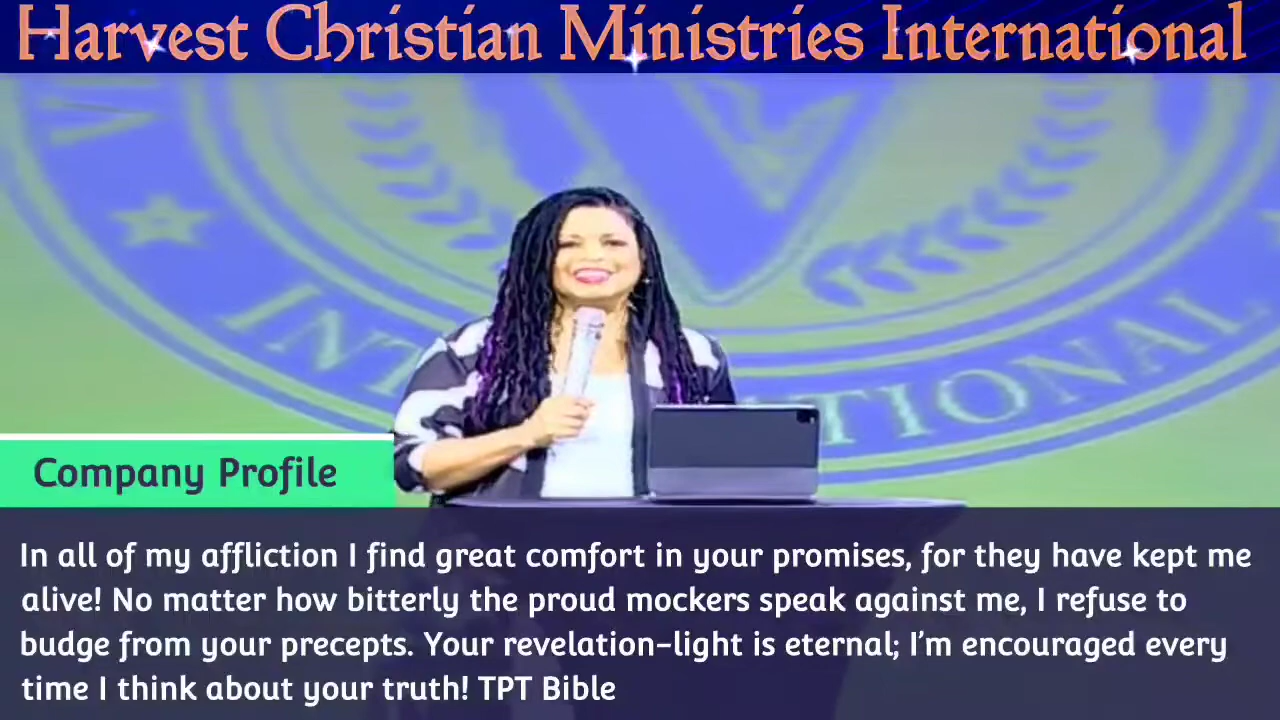 Harvest Christian Ministries International
INTERNATIONAL
Company Profile
In all of my affliction I find great comfort in your promises, for they have kept me
alive! No matter how bitterly the proud mockers speak against me, I refuse to
budge from your precepts. Your revelation-light is eternal; I'm encouraged every
time I think about your truth! TPT Bible